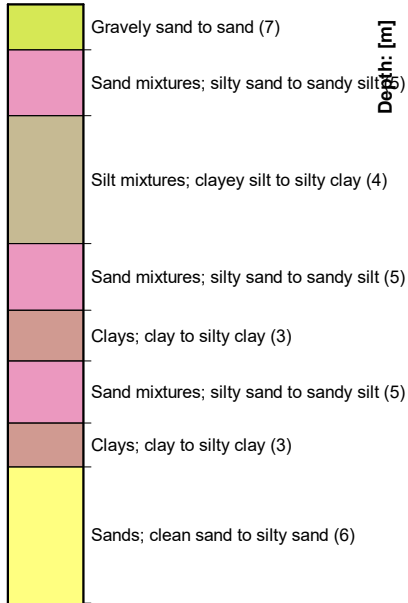 Gravely sand to sand (7)
Depth: [m]
Sand mixtures; silty sand to sandy silt (5)
Silt mixtures; clayey silt to silty clay (4)
Sand mixtures; silty sand to sandy silt (5)
Clays; clay to silty clay (3)
Sand mixtures; silty sand to sandy silt (5)
Clays; clay to silty clay (3)
Sands; clean sand to silty sand (6)